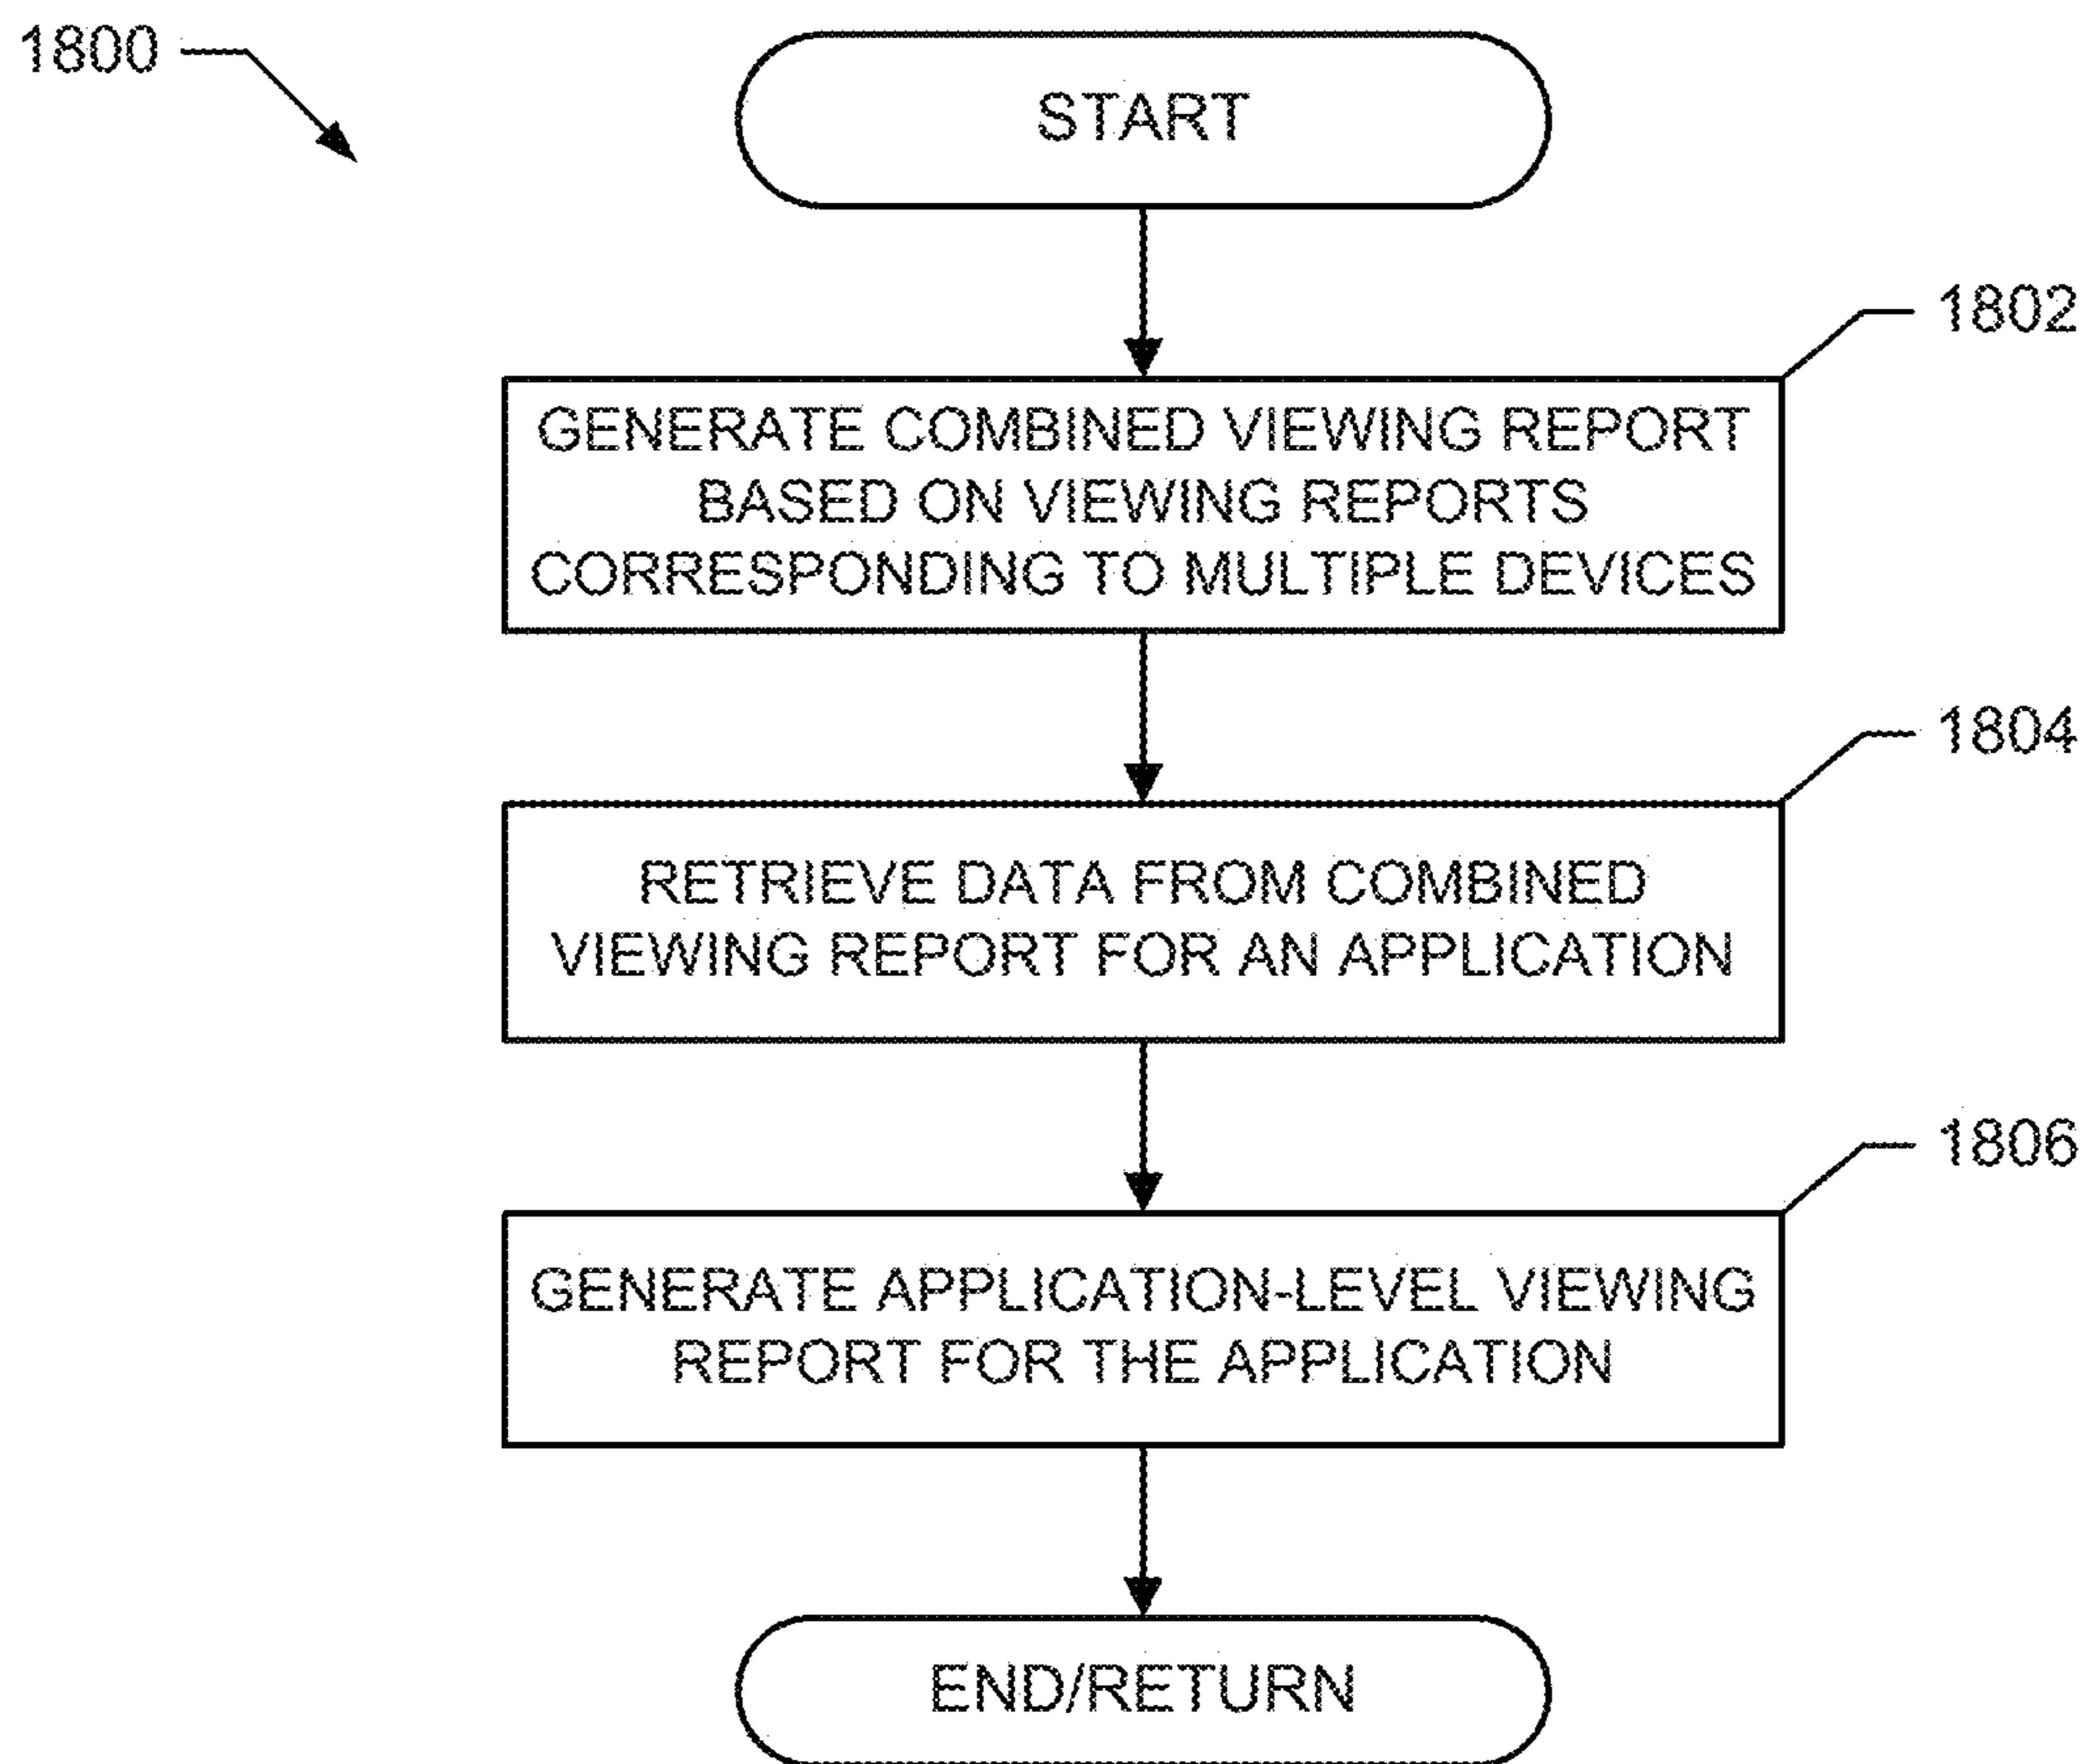 1800
START
1802
GENERATE COMBINED VIEWING REPORT
BASED ON VIEWING REPORTS
CORRESPONDING TO MULTIPLE DEVICES
1804
RETRIEVE DATA FROM COMBINED
VIEWING REPORT FOR AN APPLICATION
1806
GENERATE APPLICATION-LEVEL VIEWING
REPORT FOR THE APPLICATION
END/RETURN